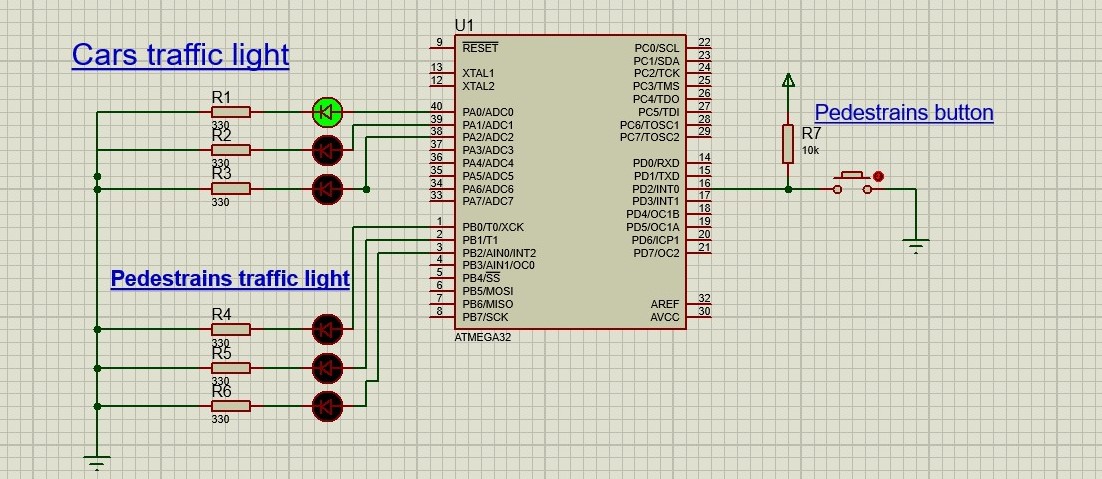 U1
Cars traffic light
9 RESET
13 XTAL1
12 XTAL2
40 PA0/ADC0
39 PA1/ADC1
38 PA2/ADC2
37 PA3/ADC3
36 PA4/ADC4
35 PA5/ADC5
34 PA6/ADC6
33 PA7/ADC7
1 PB0/T0/XCK
2 PB1/T1
3 PB2/AIN0/INT2
4 PB3/AIN1/OC0
5 PB4/SS
6 PB5/MOSI
7 PB6/MISO
8 PB7/SCK
PC0/SCL 22
PC1/SDA 23
PC2/TCK 24
PC3/TMS 25
PC4/TDO 26
PC5/TDI 27
PC6/TOSC1 28
PC7/TOSC2 29
PD0/RXD 14
PD1/TXD 15
PD2/INT0 16
PD3/INT1 17
PD4/OC1B 18
PD5/OC1A 19
PD6/ICP1 20
PD7/OC2 21
AREF 32
AVCC 30
ATMEGA32
R1
330
R2
330
R3
330
Pedestrains traffic light
R4
330
R5
330
R6
330
Pedestrains button
R7
10k